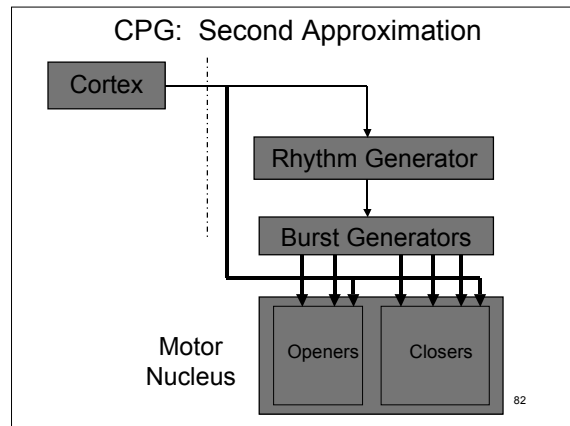 CPG: Second Approximation
Cortex
Rhythm Generator
Burst Generators
Motor
Nucleus
Openers
Closers
82